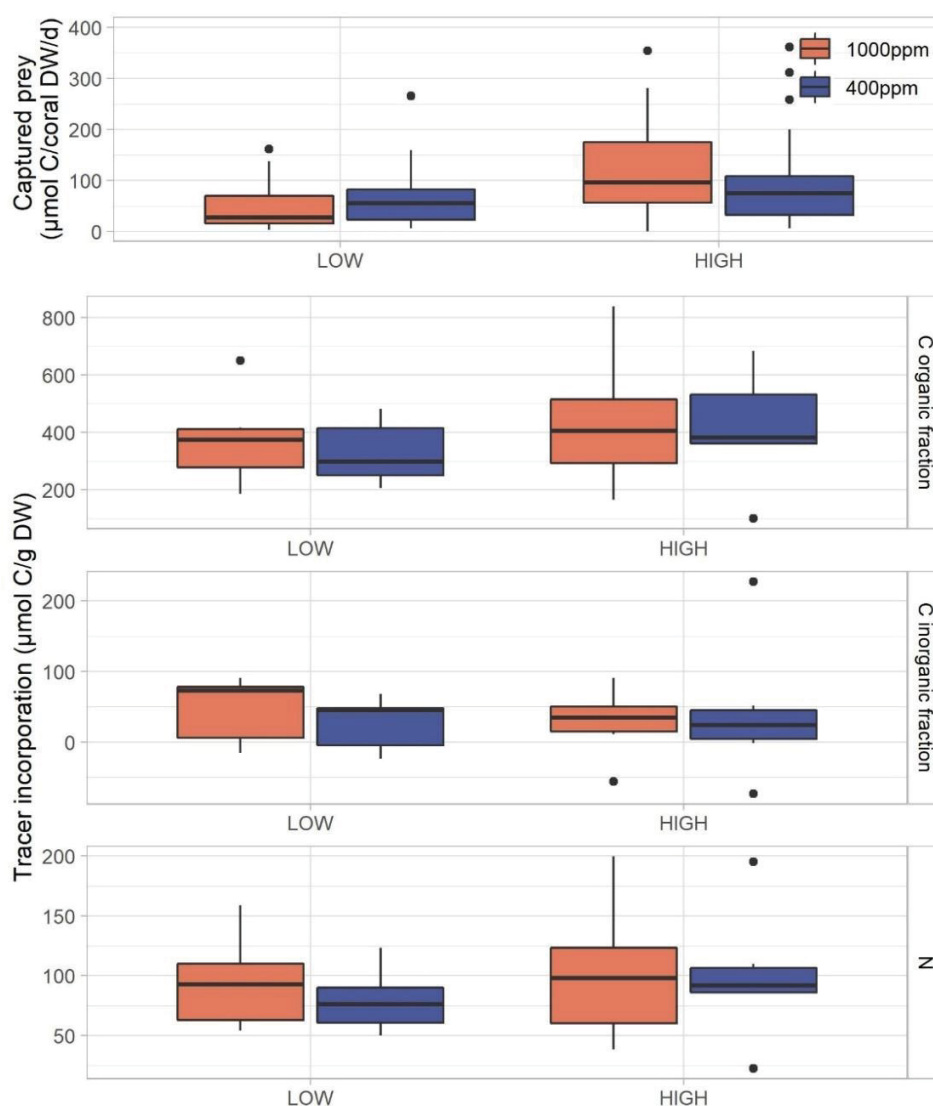 Captured prey
(µmol C/coral DW/d)
400
300
200
100
0
1000ppm
400ppm
LOW
HIGH
Tracer incorporation (µmol C/g DW)
800
600
400
200
C organic fraction
LOW
HIGH
200
100
0
C inorganic fraction
LOW
HIGH
200
150
100
50
N
LOW
HIGH